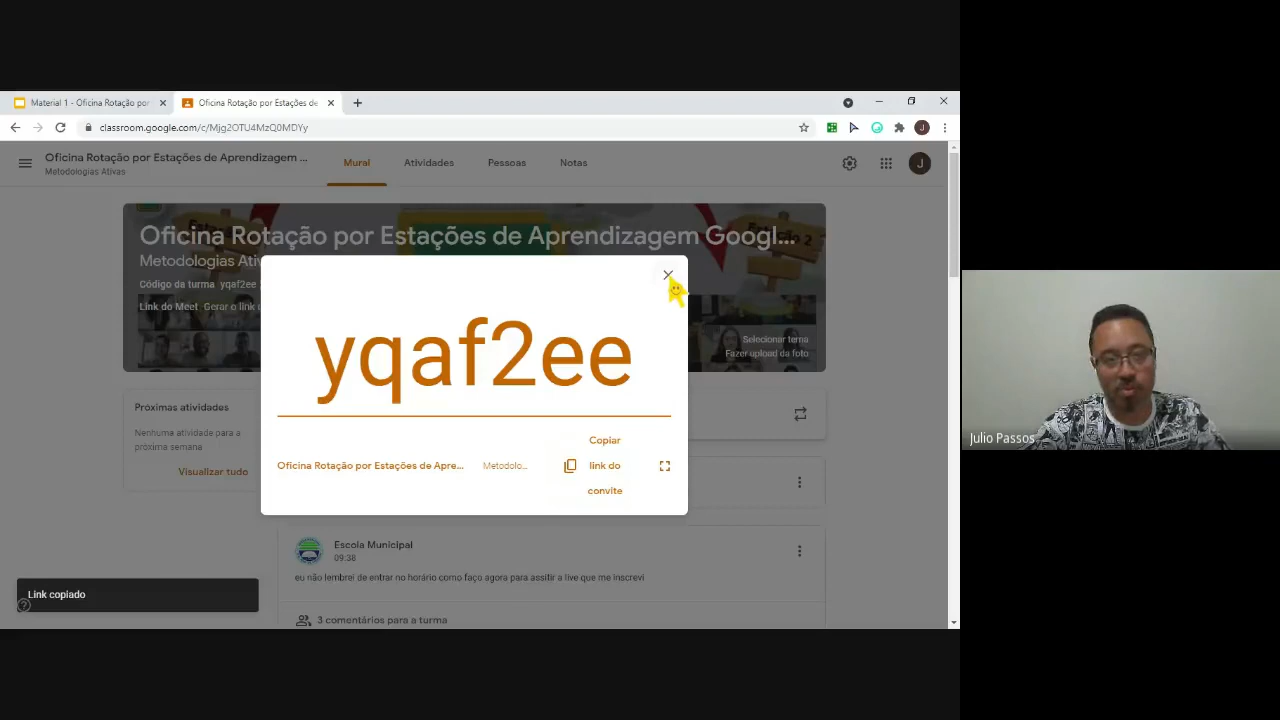 Material 1 - Oficina Rotação por
Oficina Rotação por Estações de
classroom.google.com/c/Mjg2OTU4MzQ0MDYy
J
Oficina Rotação por Estações de Aprendizagem ...
Metodologias Ativas
Mural
Atividades
Pessoas
Notas
J
Oficina Rotação por Estações de Aprendizagem Googl...
Metodologias Ativ
Código da turma yqaf2ee
Link do Meet Gerar o link d
Selecionar tema
Fazer upload da foto
yqaf2ee
Oficina Rotação por Estações de Apre...
Metodolo...
Copiar
link do
convite
Próximas atividades
Nenhuma atividade para a
próxima semana
Visualizar tudo
Escola Municipal
09:38
eu não lembrei de entrar no horário como faço agora para assitir a live que me inscrevi
3 comentários para a turma
Link copiado
Julio Passos